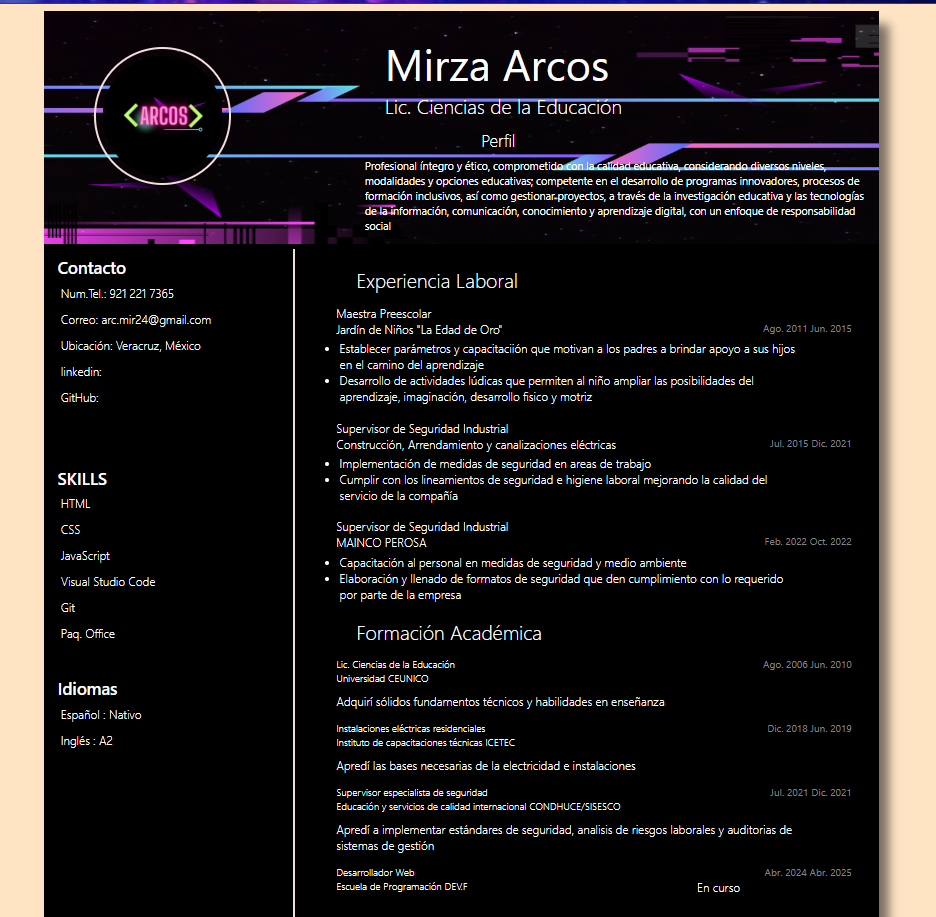 <ARCOS>
Mirza Arcos
Lic. Ciencias de la Educación
Perfil
Profesional íntegro y ético, comprometido con la calidad educativa, considerando diversos niveles,
modalidades y opciones educativas; competente en el desarrollo de programas innovadores, procesos de
formación inclusivos, así como gestionar proyectos, a través de la investigación educativa y las tecnologías
de la información, comunicación, conocimiento y aprendizaje digital, con un enfoque de responsabilidad
social
Contacto
Num.Tel.: 921 221 7365
Correo: arc.mir24@gmail.com
Ubicación: Veracruz, México
linkedin:
GitHub:
SKILLS
HTML
CSS
JavaScript
Visual Studio Code
Git
Paq. Office
Idiomas
Español : Nativo
Inglés : A2
Experiencia Laboral
Maestra Preescolar
Jardín de Niños "La Edad de Oro"
Ago. 2011 Jun. 2015
• Establecer parámetros y capacitaciión que motivan a los padres a brindar apoyo a sus hijos
en el camino del aprendizaje
• Desarrollo de actividades lúdicas que permiten al niño ampliar las posibilidades del
aprendizaje, imaginación, desarrollo fisico y motriz
Supervisor de Seguridad Industrial
Construcción, Arrendamiento y canalizaciones eléctricas
Jul. 2015 Dic. 2021
• Implementación de medidas de seguridad en areas de trabajo
• Cumplir con los lineamientos de seguridad e higiene laboral mejorando la calidad del
servicio de la compañía
Supervisor de Seguridad Industrial
MAINCO PEROSA
Feb. 2022 Oct. 2022
• Capacitación al personal en medidas de seguridad y medio ambiente
• Elaboración y llenado de formatos de seguridad que den cumplimiento con lo requerido
por parte de la empresa
Formación Académica
Lic. Ciencias de la Educación
Universidad CEUNICO
Ago. 2006 Jun. 2010
Adquirí sólidos fundamentos técnicos y habilidades en enseñanza
Instalaciones eléctricas residenciales
Instituto de capacitaciones técnicas ICETEC
Dic. 2018 Jun. 2019
Apredí las bases necesarias de la electricidad e instalaciones
Supervisor especialista de seguridad
Educación y servicios de calidad internacional CONDHUCE/SISESCO
Jul. 2021 Dic. 2021
Apredí a implementar estándares de seguridad, analisis de riesgos laborales y auditorias de
sistemas de gestión
Desarrollador Web
Escuela de Programación DEV.F
Abr. 2024 Abr. 2025
En curso